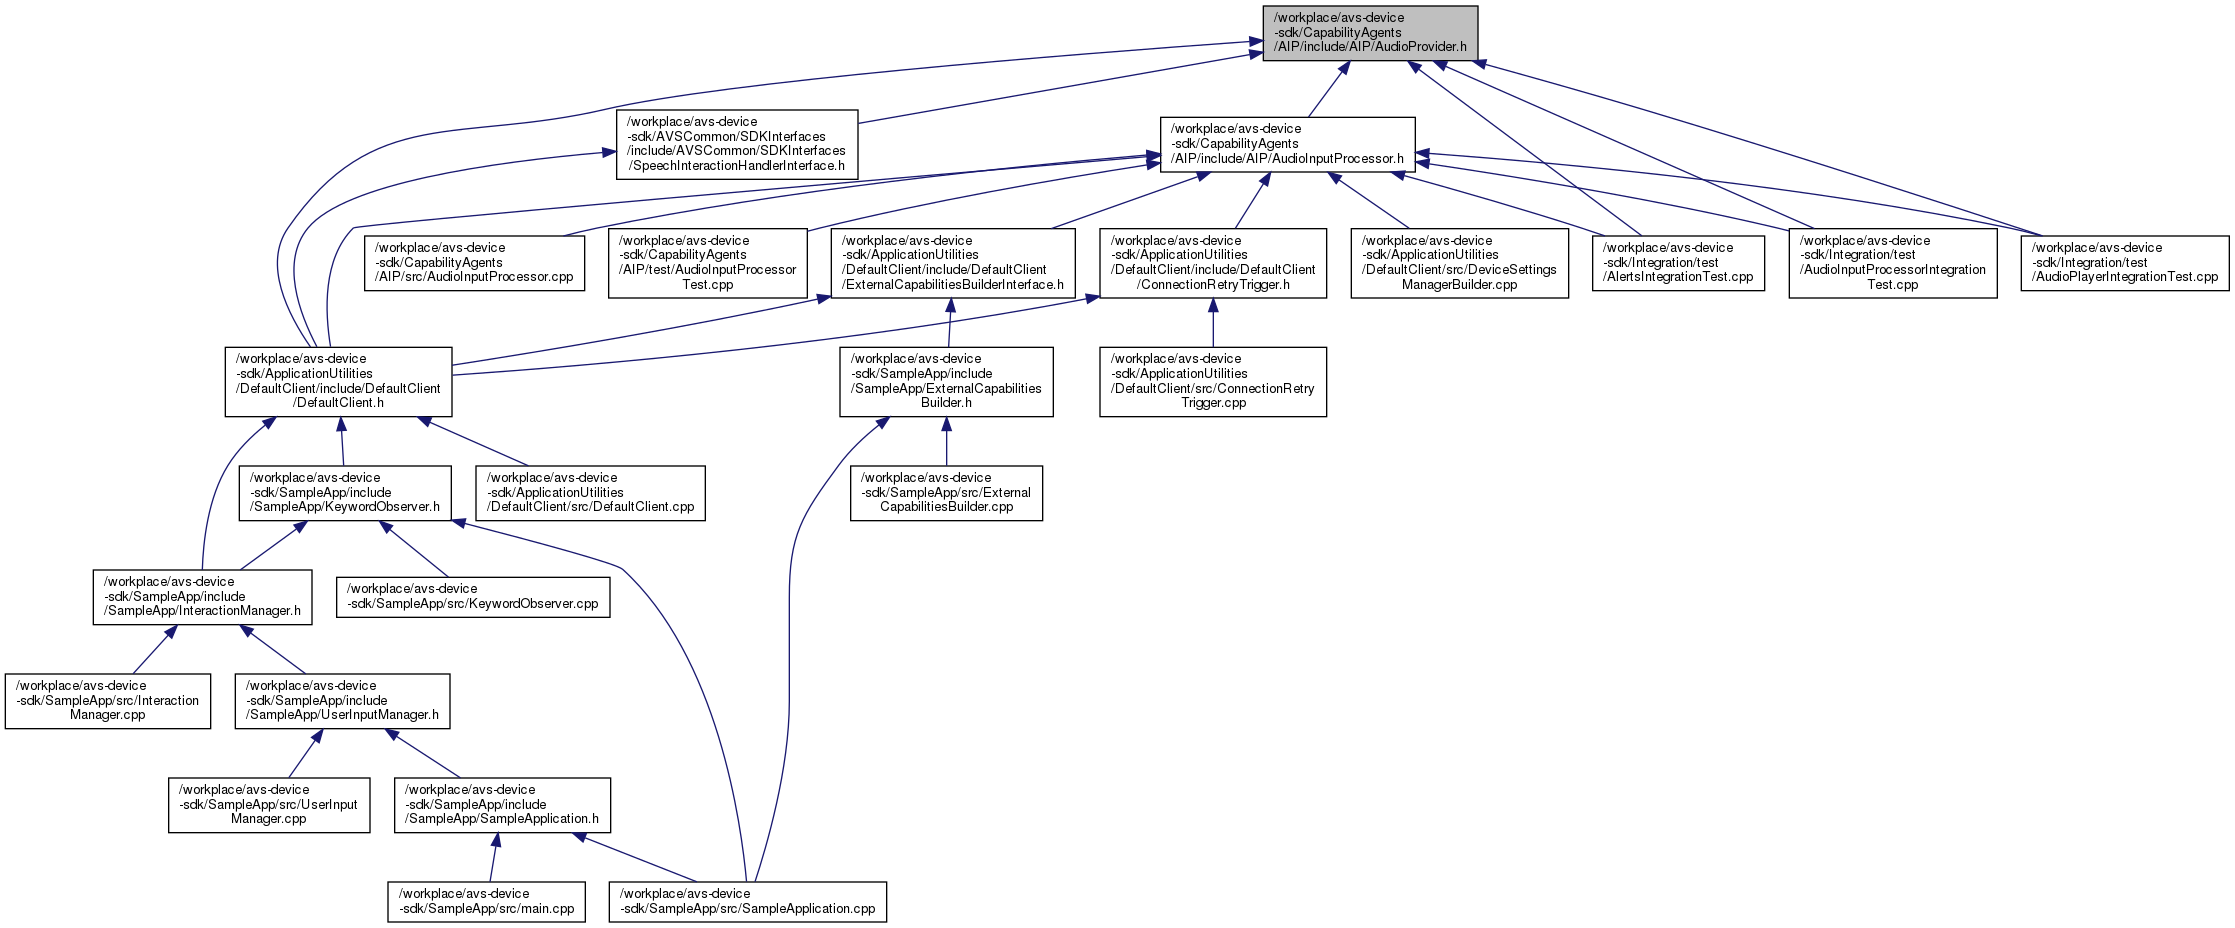 /workplace/avs-device
-sdk/CapabilityAgents
/AIP/include/AIP/AudioProvider.h
/workplace/avs-device
-sdk/AVSCommon/SDKInterfaces
/include/AVSCommon/SDKInterfaces
/SpeechInteractionHandlerInterface.h
/workplace/avs-device
-sdk/CapabilityAgents
/AIP/include/AIP/AudioInputProcessor.h
/workplace/avs-device
-sdk/CapabilityAgents
/AIP/src/AudioInputProcessor.cpp
/workplace/avs-device
-sdk/CapabilityAgents
/AIP/test/AudioInputProcessor
Test.cpp
/workplace/avs-device
-sdk/ApplicationUtilities
/DefaultClient/include/DefaultClient
/ExternalCapabilitiesBuilderInterface.h
/workplace/avs-device
-sdk/ApplicationUtilities
/DefaultClient/include/DefaultClient
/ConnectionRetryTrigger.h
/workplace/avs-device
-sdk/ApplicationUtilities
/DefaultClient/src/DeviceSettings
ManagerBuilder.cpp
/workplace/avs-device
-sdk/Integration/test
/AlertsIntegrationTest.cpp
/workplace/avs-device
-sdk/Integration/test
/AudioInputProcessorIntegration
Test.cpp
/workplace/avs-device
-sdk/Integration/test
/AudioPlayerIntegrationTest.cpp
/workplace/avs-device
-sdk/ApplicationUtilities
/DefaultClient/include/DefaultClient
/DefaultClient.h
/workplace/avs-device
-sdk/SampleApp/include
/SampleApp/ExternalCapabilities
Builder.h
/workplace/avs-device
-sdk/ApplicationUtilities
/DefaultClient/src/ConnectionRetry
Trigger.cpp
/workplace/avs-device
-sdk/SampleApp/include
/SampleApp/KeywordObserver.h
/workplace/avs-device
-sdk/ApplicationUtilities
/DefaultClient/src/DefaultClient.cpp
/workplace/avs-device
-sdk/SampleApp/src/External
CapabilitiesBuilder.cpp
/workplace/avs-device
-sdk/SampleApp/include
/SampleApp/InteractionManager.h
/workplace/avs-device
-sdk/SampleApp/src/KeywordObserver.cpp
/workplace/avs-device
-sdk/SampleApp/src/Interaction
Manager.cpp
/workplace/avs-device
-sdk/SampleApp/include
/SampleApp/UserInputManager.h
/workplace/avs-device
-sdk/SampleApp/src/UserInput
Manager.cpp
/workplace/avs-device
-sdk/SampleApp/include
/SampleApp/SampleApplication.h
/workplace/avs-device
-sdk/SampleApp/src/main.cpp
/workplace/avs-device
-sdk/SampleApp/src/SampleApplication.cpp